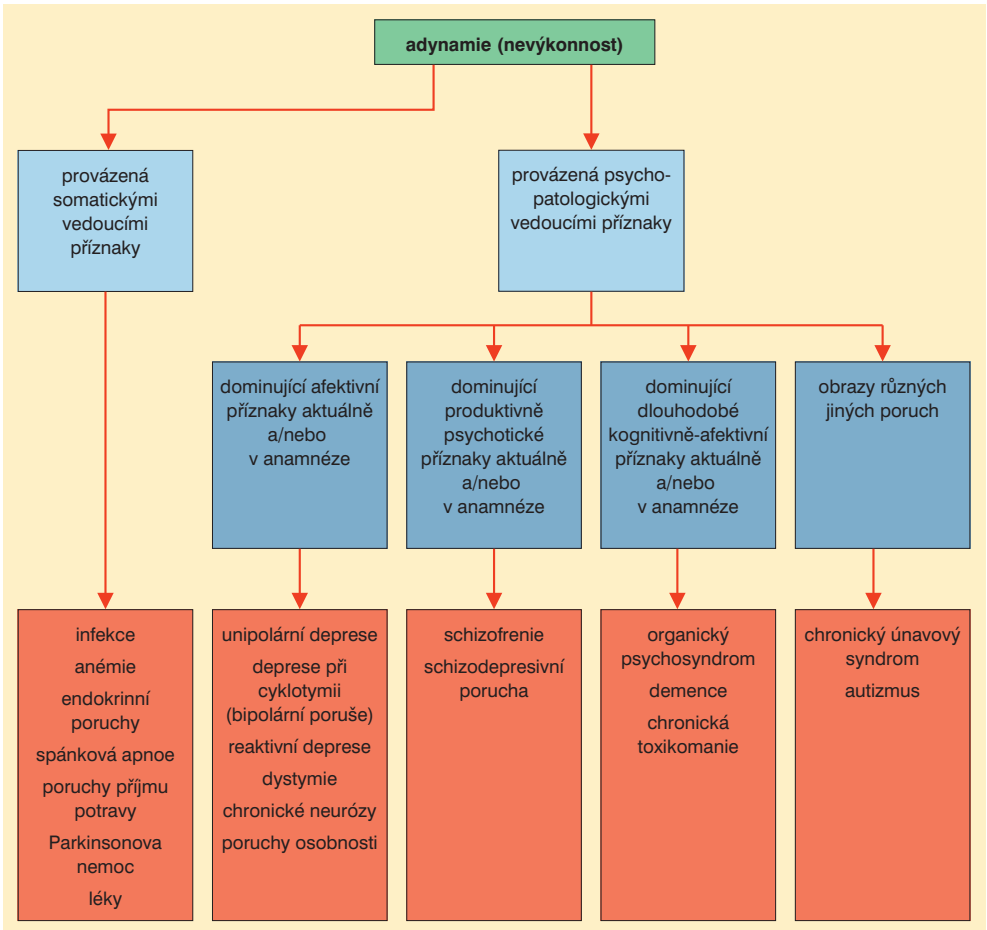 adynamie (nevýkonnost)
provázená
somatickými
vedoucími
příznaky
provázená psycho-
patologickými
vedoucími příznaky
dominující afektivní
příznaky aktuálně
a/nebo
v anamnéze
dominující
produktivně
psychotické
příznaky aktuálně
a/nebo
v anamnéze
dominující
dlouhodobé
kognitivně-afektivní
příznaky aktuálně
a/nebo
v anamnéze
obrazy různých
jiných poruch
infekce
anémie
endokrinní
poruchy
spánková apnoe
poruchy příjmu
potravy
Parkinsonova
nemoc
léky
unipolární deprese
deprese při
cyklotymii
(bipolární poruše)
reaktivní deprese
dystymie
chronické neurózy
poruchy osobnosti
schizofrenie
schizodepresivní
porucha
organický
psychosyndrom
demence
chronická
toxikomanie
chronický únavový
syndrom
autizmus